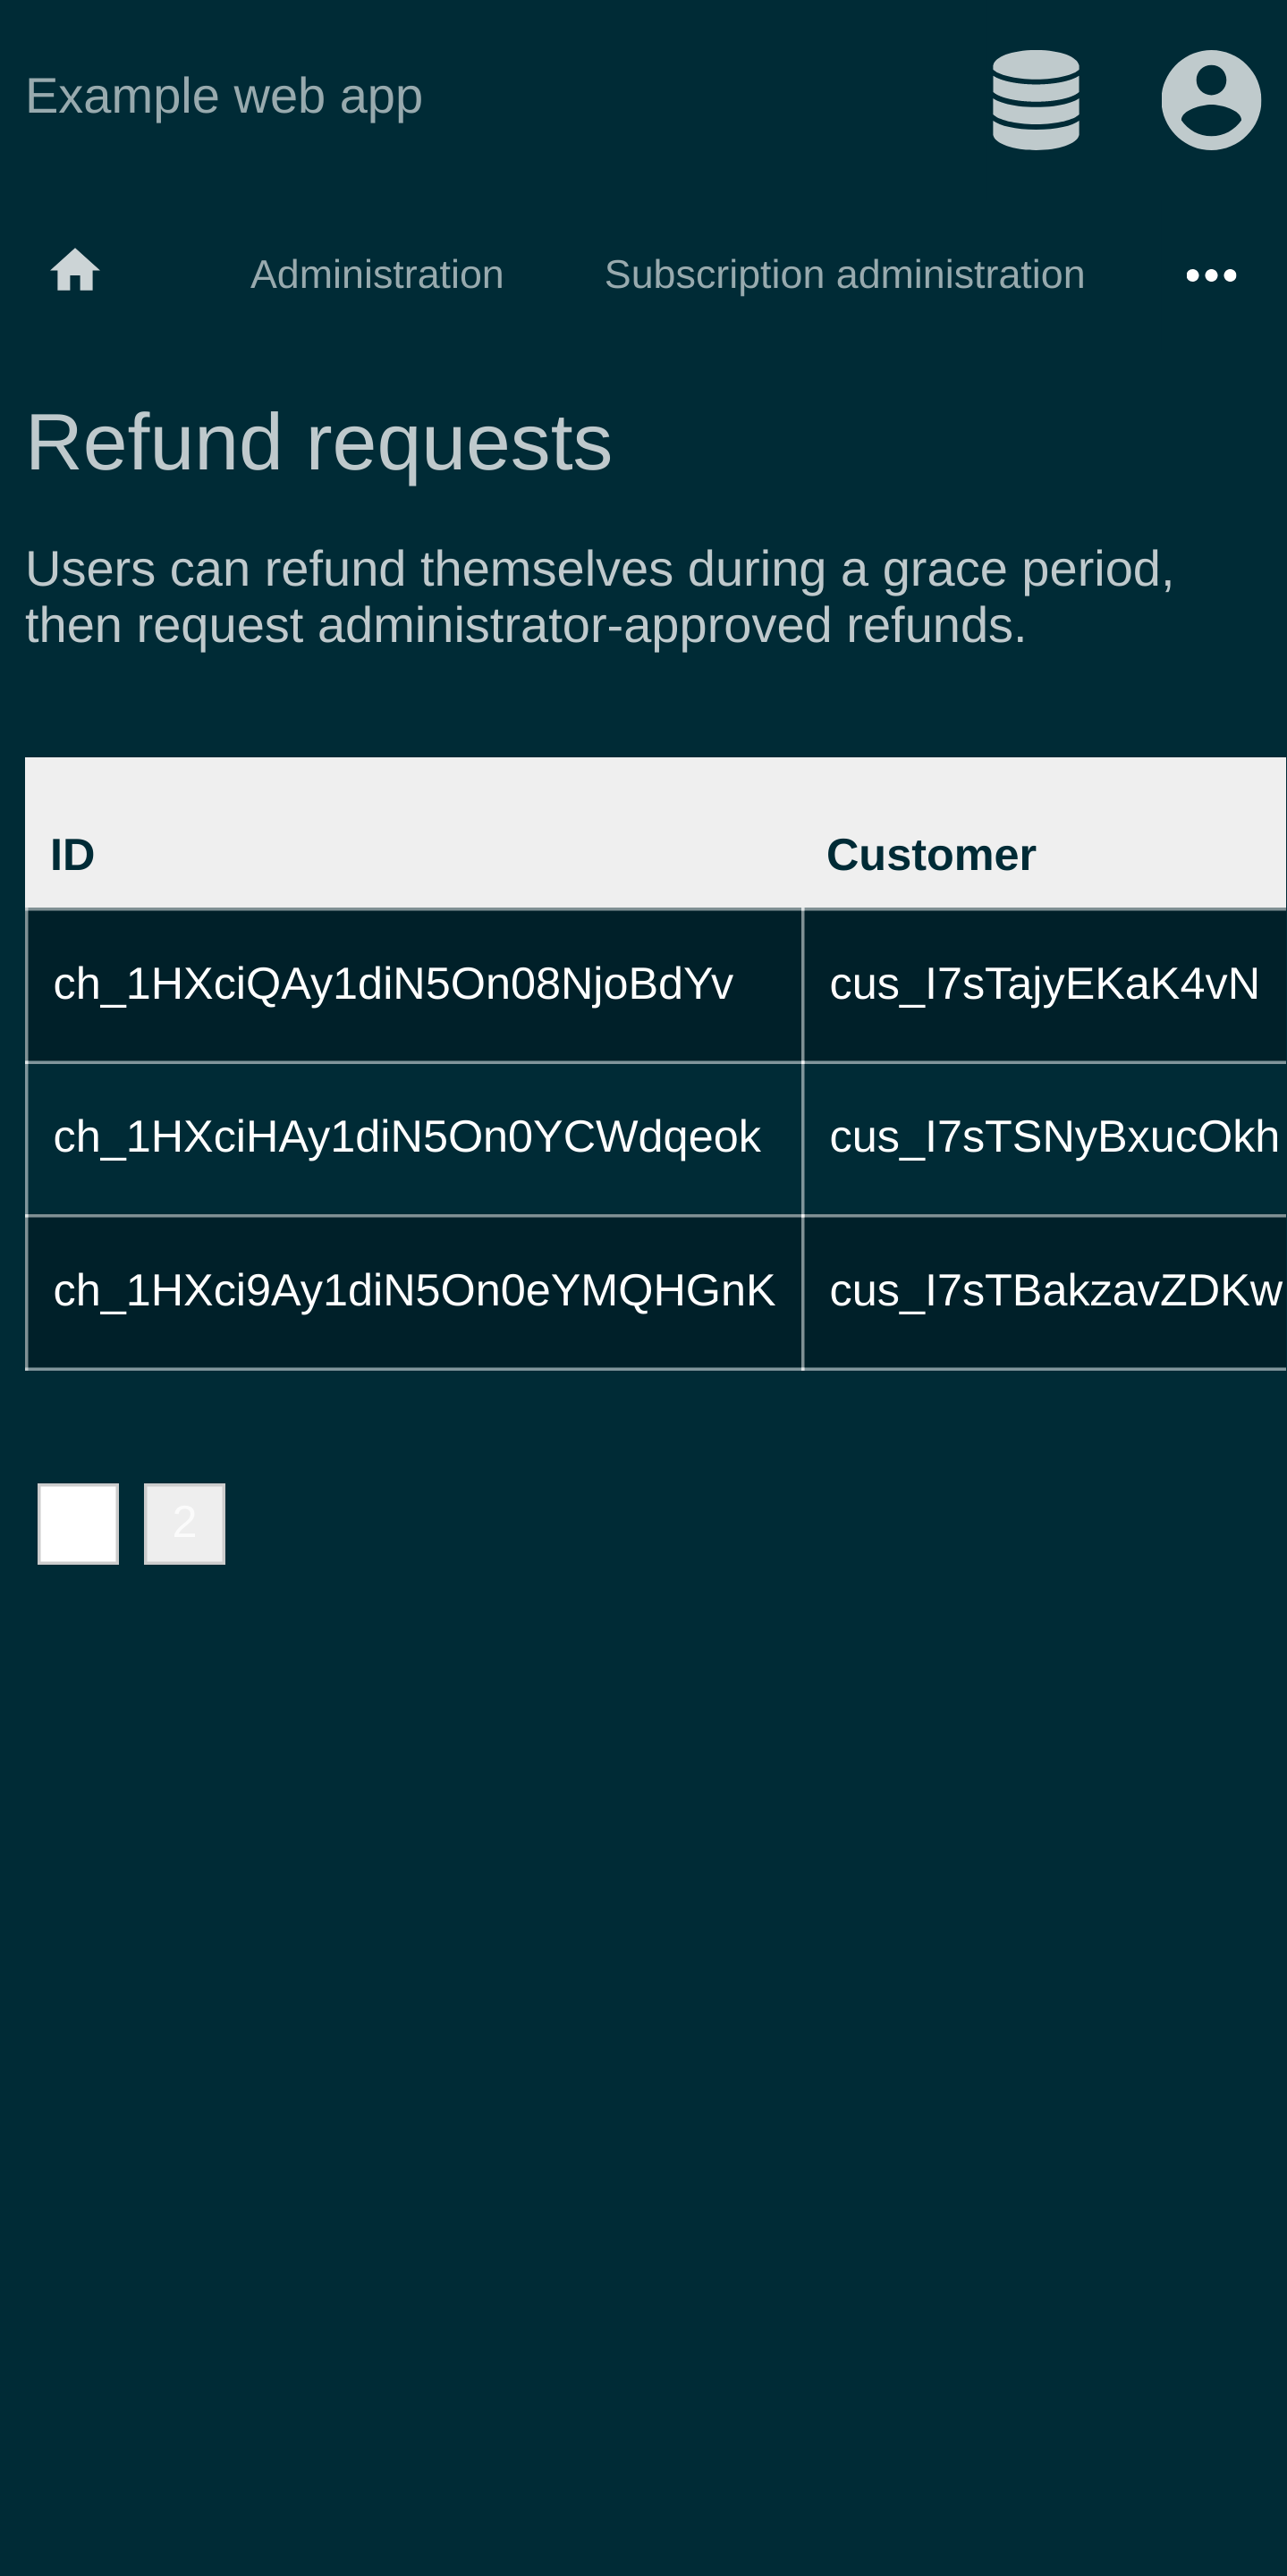 Example web app
Administration Subscription administration
Refund requests
Users can refund themselves during a grace period,
then request administrator-approved refunds.
ID Customer
ch_1HXciQAy1diN5On08NjoBdYv cus_I7sTajyEKaK4vN
ch_1HXciHAy1diN5On0YCWdqeok cus_I7sTSNyBxucOkh
ch_1HXci9Ay1diN5On0eYMQHGnK cus_I7sTBakzavZDKw
2